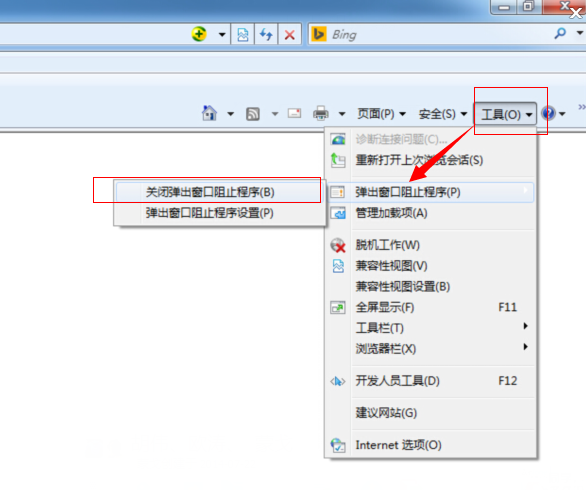 Bing
页面(P)
安全(S)
工具(O)
诊断连接问题(C)...
重新打开上次浏览会话(S)
弹出窗口阻止程序(P)
关闭弹出窗口阻止程序(B)
弹出窗口阻止程序设置(P)
管理加载项(A)
脱机工作(W)
兼容性视图(V)
兼容性视图设置(B)
全屏显示(F) F11
工具栏(T)
浏览器栏(X)
开发人员工具(D) F12
建议网站(G)
Internet 选项(O)